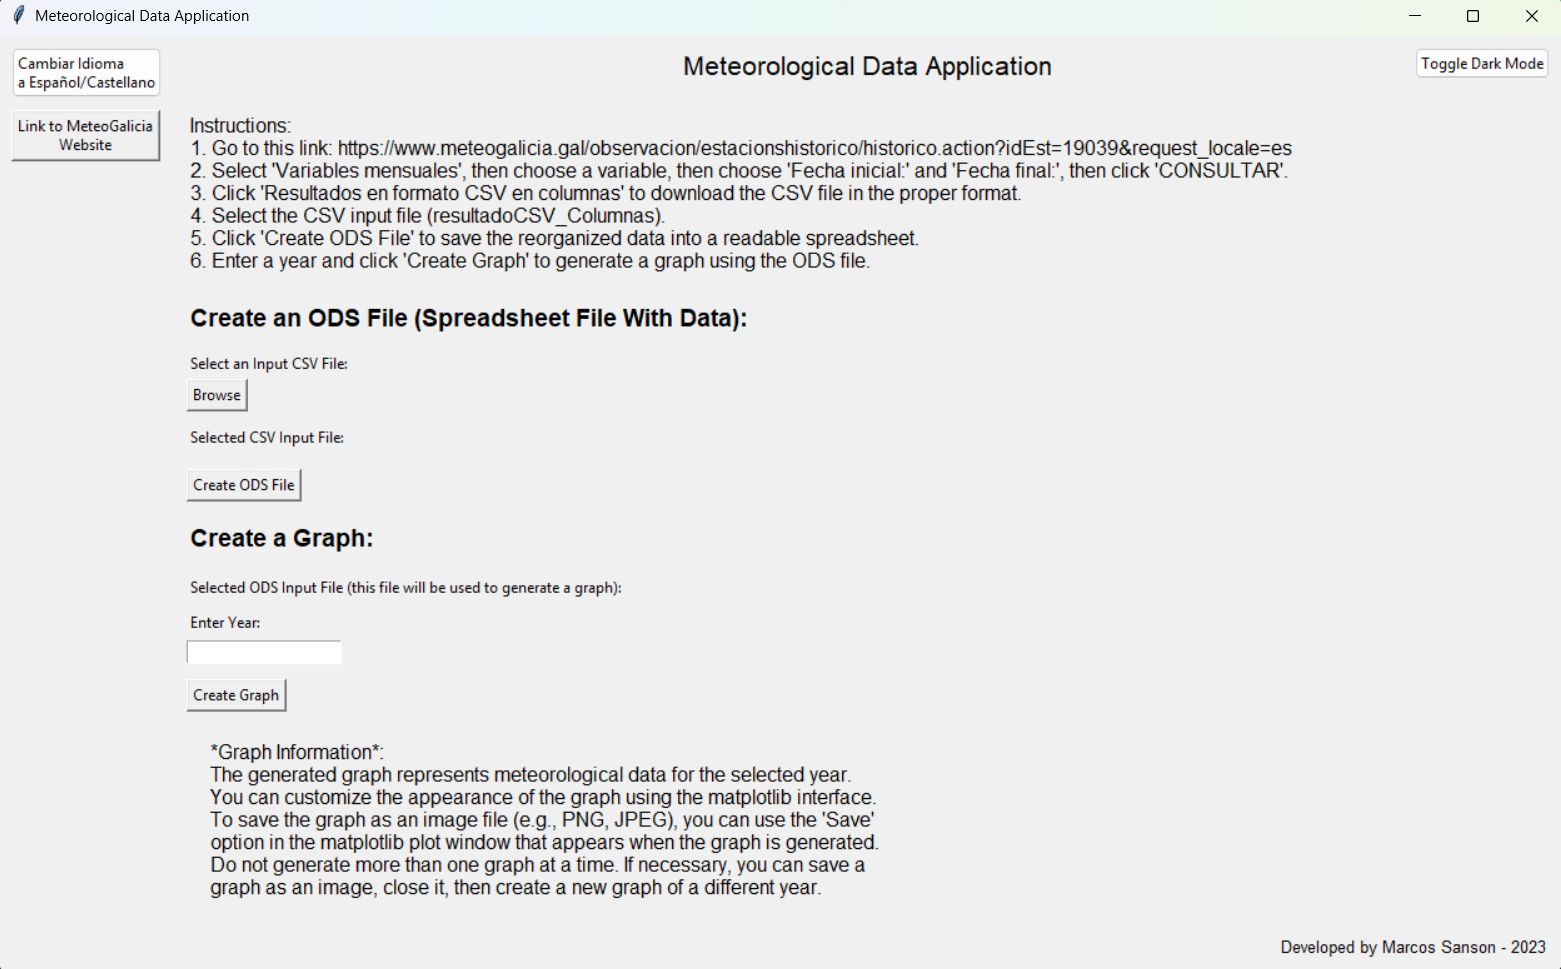 Meteorological Data Application
Cambiar Idioma
a Español/Castellano
Meteorological Data Application
Toggle Dark Mode
Link to MeteoGalicia
Website
Instructions:
1. Go to this link: https://www.meteogalicia.gal/observacion/estacionshistorico/historico.action?idEst=19039&request_locale=es
2. Select 'Variables mensuales', then choose a variable, then choose 'Fecha inicial:' and 'Fecha final:', then click 'CONSULTAR'.
3. Click 'Resultados en formato CSV en columnas' to download the CSV file in the proper format.
4. Select the CSV input file (resultadoCSV_Columnas).
5. Click 'Create ODS File' to save the reorganized data into a readable spreadsheet.
6. Enter a year and click 'Create Graph' to generate a graph using the ODS file.
Create an ODS File (Spreadsheet File With Data):
Select an Input CSV File:
Browse
Selected CSV Input File:
Create ODS File
Create a Graph:
Selected ODS Input File (this file will be used to generate a graph):
Enter Year:
Create Graph
*Graph Information*:
The generated graph represents meteorological data for the selected year.
You can customize the appearance of the graph using the matplotlib interface.
To save the graph as an image file (e.g., PNG, JPEG), you can use the 'Save'
option in the matplotlib plot window that appears when the graph is generated.
Do not generate more than one graph at a time. If necessary, you can save a
graph as an image, close it, then create a new graph of a different year.
Developed by Marcos Sanson - 2023